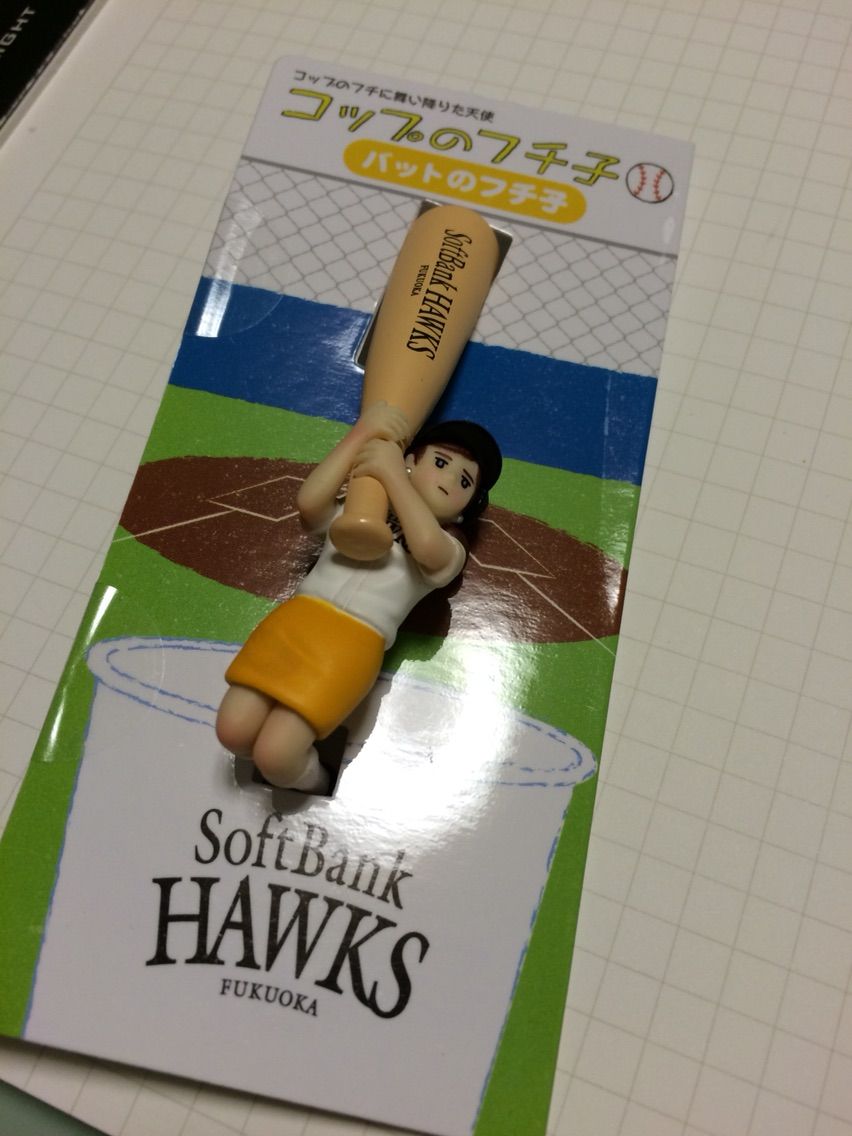 IGHT
コップのフチに舞い降りた天使
コップのフチ子
バットのフチ子
SoftBank HAWKS
FUKUOKA
SoftBank
HAWKS
FUKUOKA